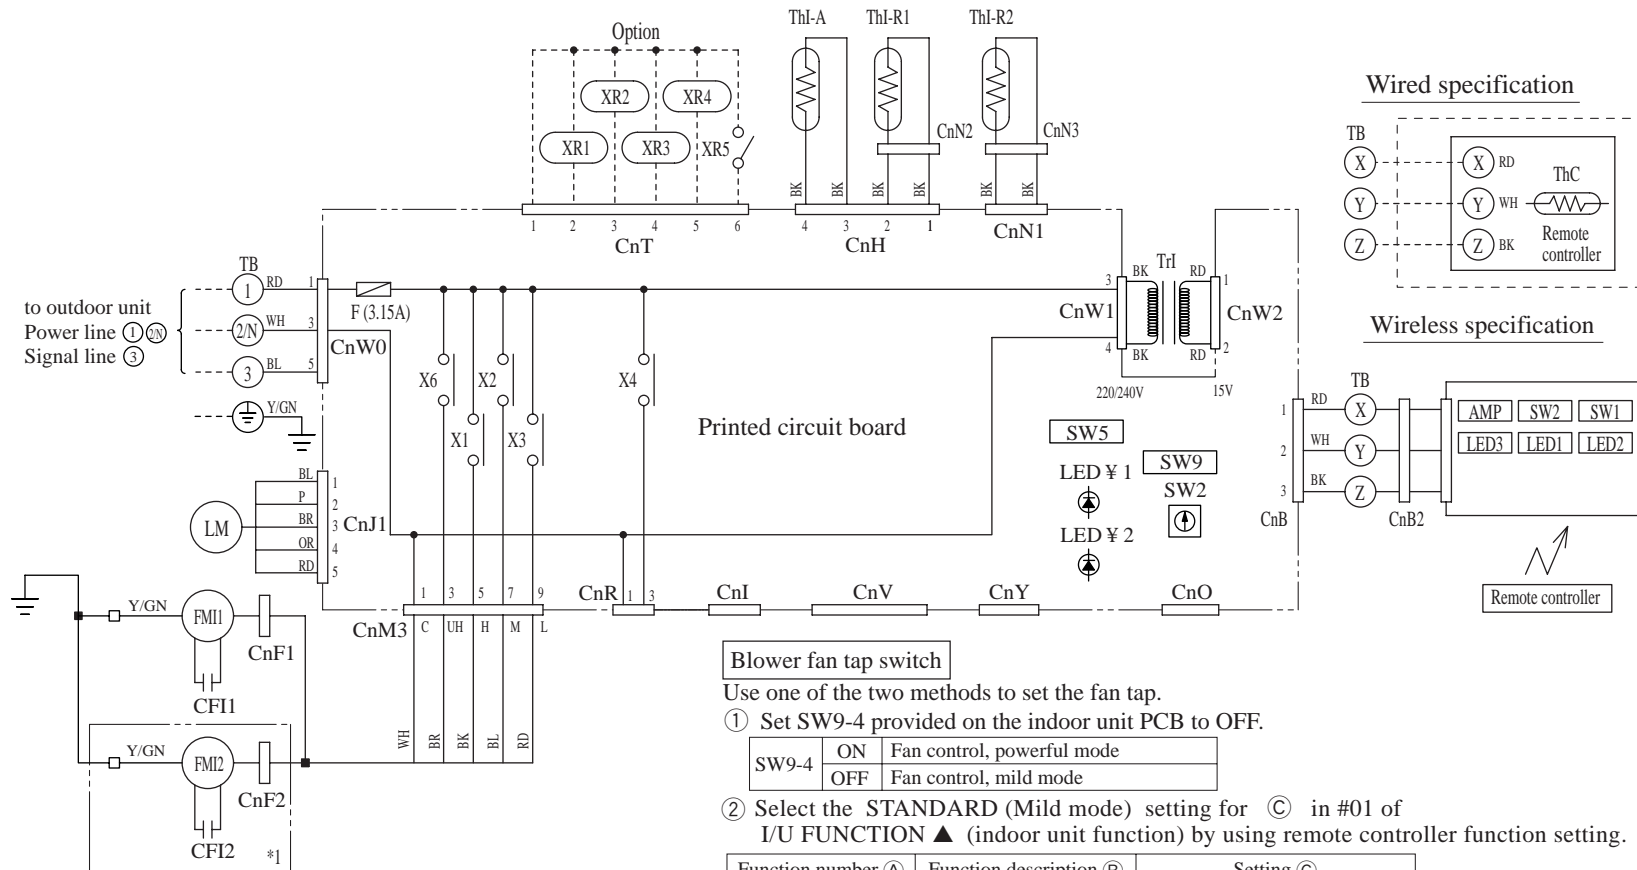 Option
XR2 XR4
XR1 XR3 XR5
1 2 3 4 5 6
CnT
ThI-A ThI-R1 ThI-R2
CnN2 CnN3
BK BK BK BK BK BK
4 3 2 1
CnH
CnN1
Wired specification
TB
X X RD
Y Y WH
Z Z BK
ThC
Remote
controller
to outdoor unit
Power line ① 2/N
Signal line ③
TB
1 RD 1
2/N WH 3
3 BL 5
Y/GN
CnW0
F (3.15A)
X6 X2 X4
X1 X3
Printed circuit board
TrI
3 BK RD 1
CnW1 CnW2
4 BK RD 2
220/240V 15V
SW5
LED ¥ 1
LED ¥ 2
SW9
SW2
Wireless specification
TB
1 RD X
2 WH Y
3 BK Z
CnB CnB2
AMP SW2 SW1
LED3 LED1 LED2
Remote controller
LM
BL 1
P 2
BR 3
OR 4
RD 5
CnJ1
1 3 5 7 9
CnM3
C UH H M L
CnR 1 3
CnI CnV CnY CnO
Y/GN FMI1 CnF1
CFI1
Y/GN FMI2 CnF2
CFI2 *1
WH BR BK BL RD
Blower fan tap switch
Use one of the two methods to set the fan tap.
① Set SW9-4 provided on the indoor unit PCB to OFF.
SW9-4 ON Fan control, powerful mode
OFF Fan control, mild mode
② Select the STANDARD (Mild mode) setting for Ⓒ in #01 of
I/U FUNCTION ▲ (indoor unit function) by using remote controller function setting.
Function number Ⓐ Function description Ⓑ Setting Ⓒ